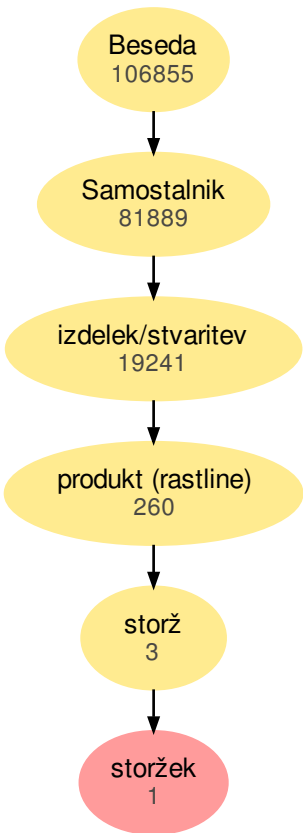 Beseda
106855
Samostalnik
81889
izdelek/stvaritev
19241
produkt (rastline)
260
storž
3
storžek
1